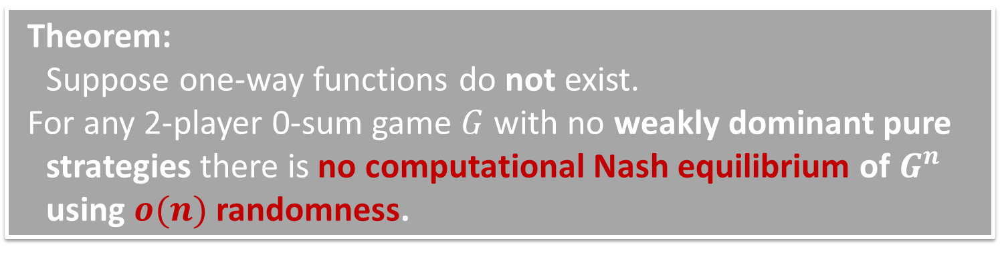 Theorem:
Suppose one-way functions do not exist.
For any 2-player 0-sum game G with no weakly dominant pure
strategies there is no computational Nash equilibrium of Gⁿ
using o(n) randomness.